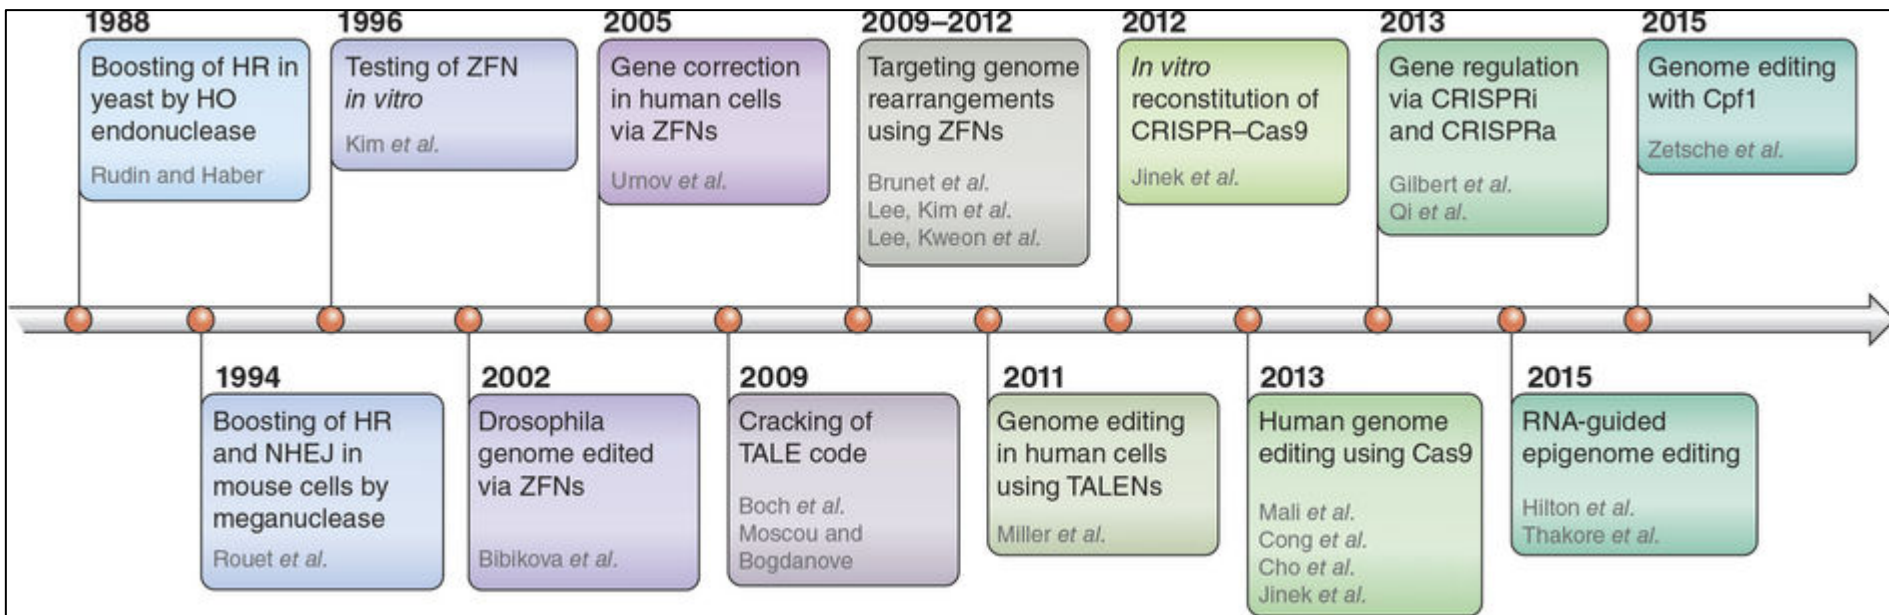 1988
Boosting of HR in
yeast by HO
endonuclease
Rudin and Haber
1996
Testing of ZFN
in vitro
Kim et al.
2005
Gene correction
in human cells
via ZFNs
Urnov et al.
2009–2012
Targeting genome
rearrangements
using ZFNs
Brunet et al.
Lee, Kim et al.
Lee, Kweon et al.
2012
In vitro
reconstitution of
CRISPR–Cas9
Jinek et al.
2013
Gene regulation
via CRISPRi
and CRISPRa
Gilbert et al.
Qi et al.
2015
Genome editing
with Cpf1
Zetsche et al.
1994
Boosting of HR
and NHEJ in
mouse cells by
meganuclease
Rouet et al.
2002
Drosophila
genome edited
via ZFNs
Bibikova et al.
2009
Cracking of
TALE code
Boch et al.
Moscou and
Bogdanove
2011
Genome editing
in human cells
using TALENs
Miller et al.
2013
Human genome
editing using Cas9
Mali et al.
Cong et al.
Cho et al.
Jinek et al.
2015
RNA-guided
epigenome editing
Hilton et al.
Thakore et al.